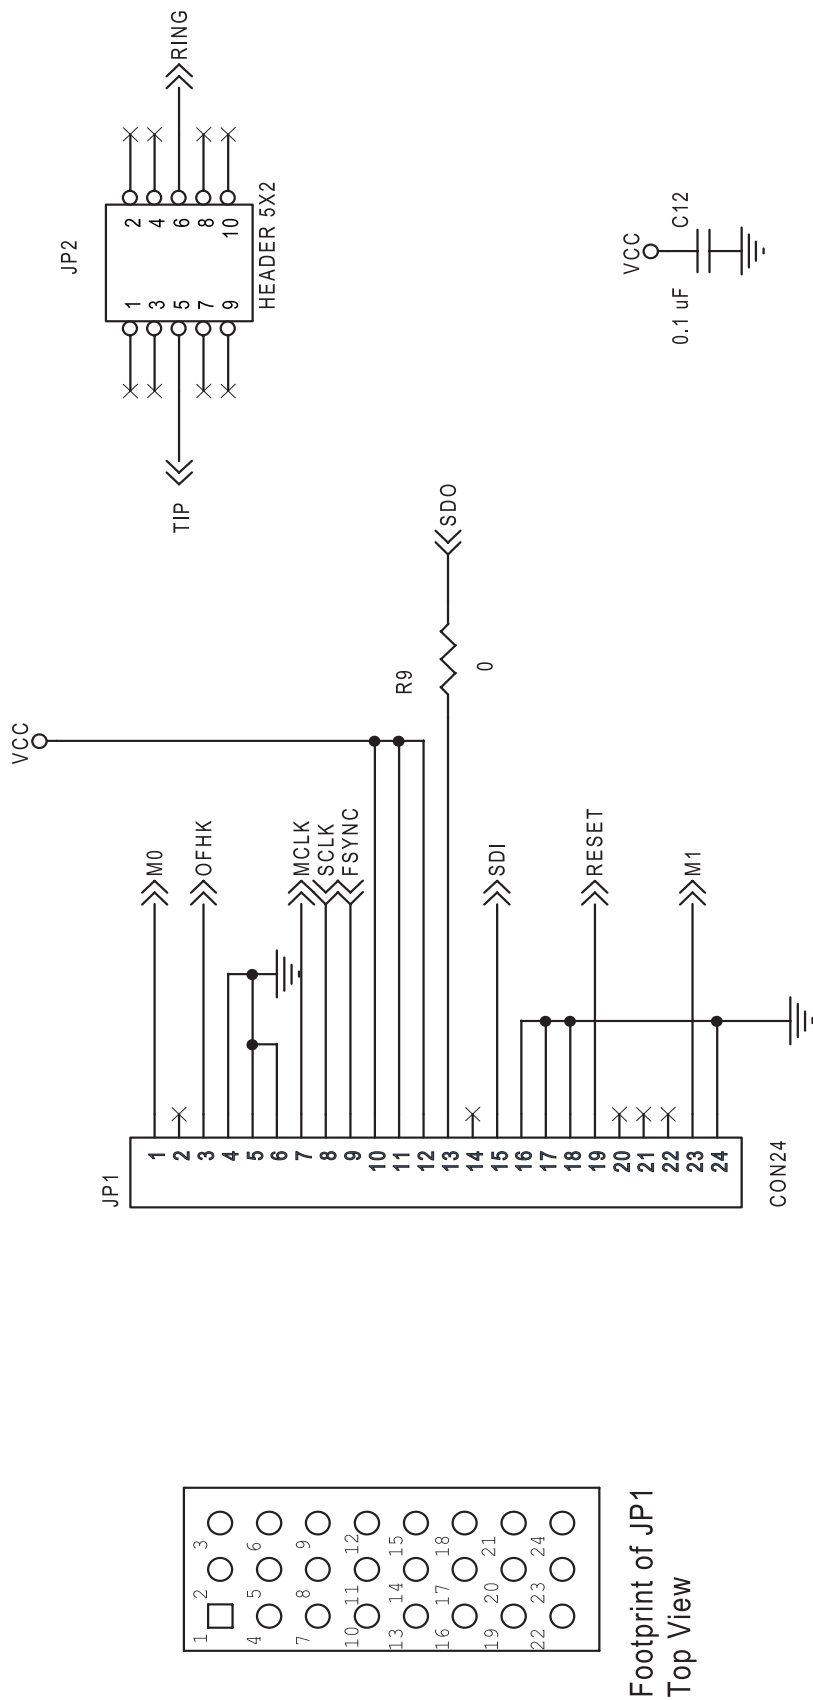 JP2
RING
2
4
6
8
10
1
3
5
7
9
HEADER 5X2
TIP
VCC
C12
0.1 uF
VCC
R9
0
SDO
M0
OFHK
MCLK
SCLK
FSYNC
SDI
RESET
M1
JP1
1
2
3
4
5
6
7
8
9
10
11
12
13
14
15
16
17
18
19
20
21
22
23
24
CON24
1 2 3
4 5 6
7 8 9
10 11 12
13 14 15
16 17 18
19 20 21
22 23 24
Footprint of JP1
Top View